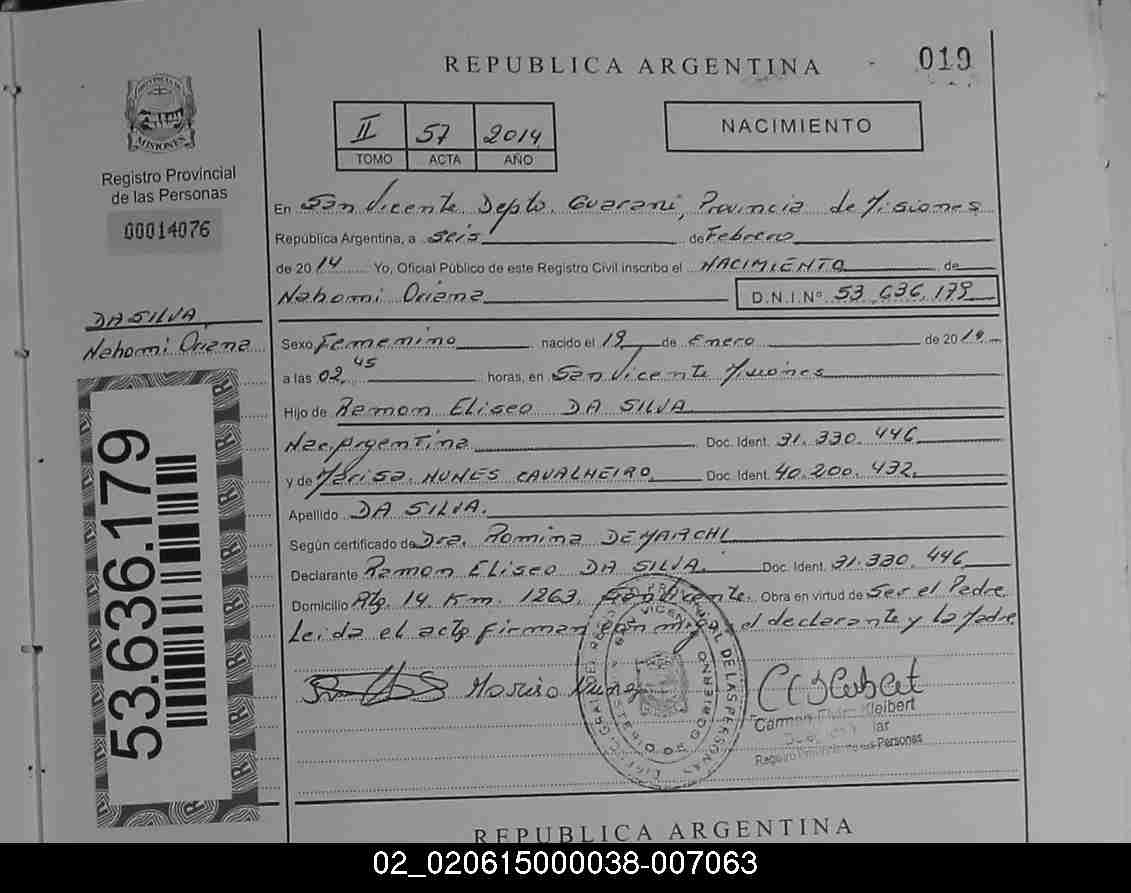 REPUBLICA ARGENTINA
019
II 57 2014
TOMO ACTA AÑO
NACIMIENTO
PROVINCIA DE
MISIONES
Registro Provincial
de las Personas
00014076
DA SILVA
Nahomi Oriana
53.636.179
En San Vicente Depto. Guarani, Provincia de Misiones
República Argentina, a seis de Febrero
de 2014 Yo, Oficial Público de este Registro Civil inscribo el NACIMIENTO de
Nahomi Oriana D.N.I.Nº 53.636.179
Sexo Femenino nacido el 19 de Enero de 2014
a las 02,45 horas, en San Vicente Misiones
Hijo de Ramon Eliseo DA SILVA
Nac. Argentina Doc. Ident. 31.330.446
y de Marisa NUNES CAVALHEIRO Doc. Ident. 40.200.432
Apellido DA SILVA.
Según certificado de Dra. Romina DEMARCHI
Declarante Ramon Eliseo DA SILVA. Doc. Ident. 31.330.446
Domicilio 14 Km. 1263, San Vicente. Obra en virtud de Ser el Padre
Leida el acta firman el declarante y la Madre
Carmen Kleibert
Registro Provincial de las Personas
REPUBLICA ARGENTINA
02_020615000038-007063